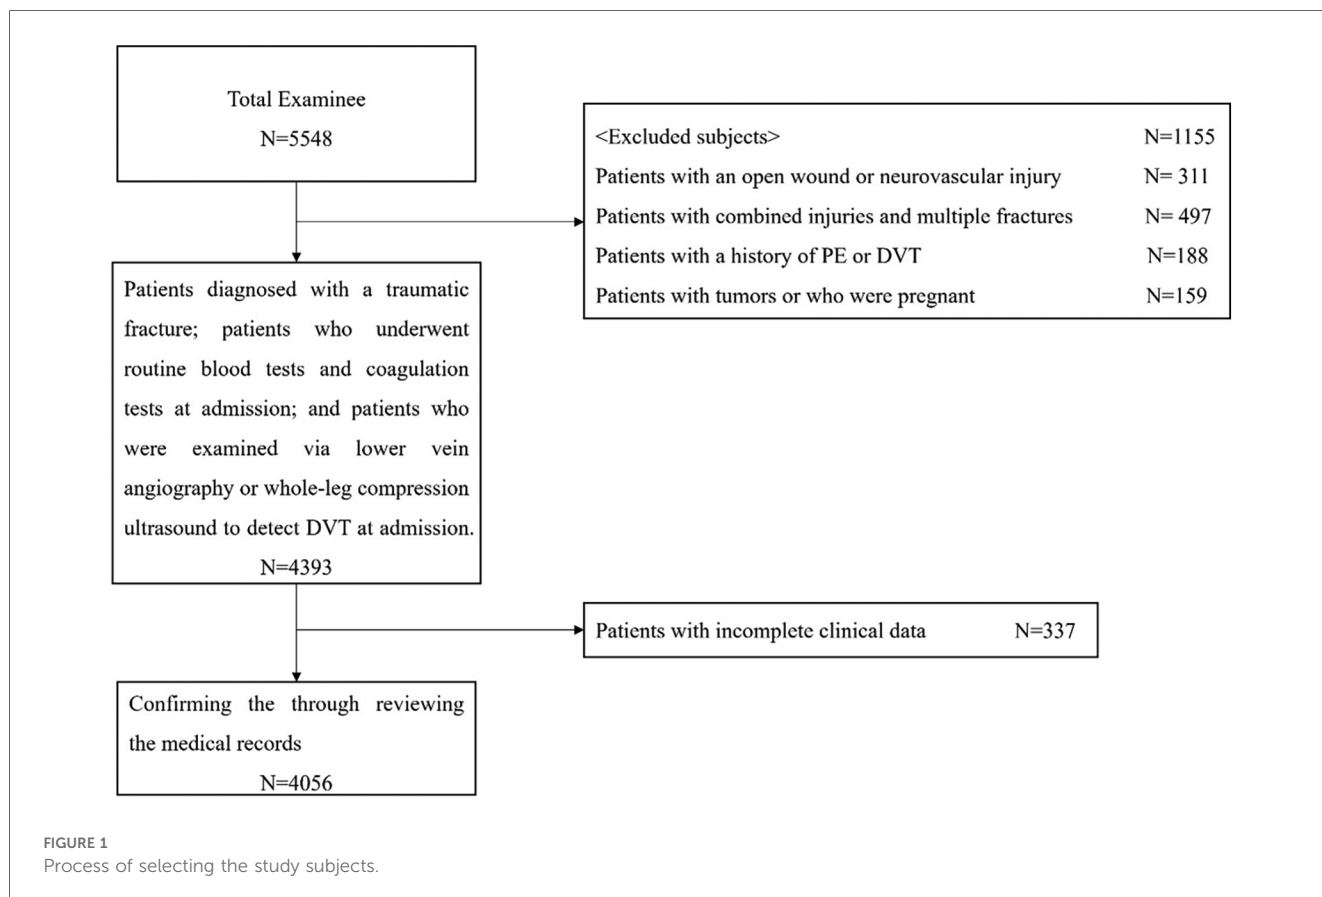 Total Examinee
N=5548
<Excluded subjects> N=1155
Patients with an open wound or neurovascular injury N= 311
Patients with combined injuries and multiple fractures N= 497
Patients with a history of PE or DVT N=188
Patients with tumors or who were pregnant N=159
Patients diagnosed with a traumatic
fracture; patients who underwent
routine blood tests and coagulation
tests at admission; and patients who
were examined via lower vein
angiography or whole-leg compression
ultrasound to detect DVT at admission.
N=4393
Patients with incomplete clinical data N=337
Confirming the through reviewing
the medical records
N=4056
FIGURE 1
Process of selecting the study subjects.